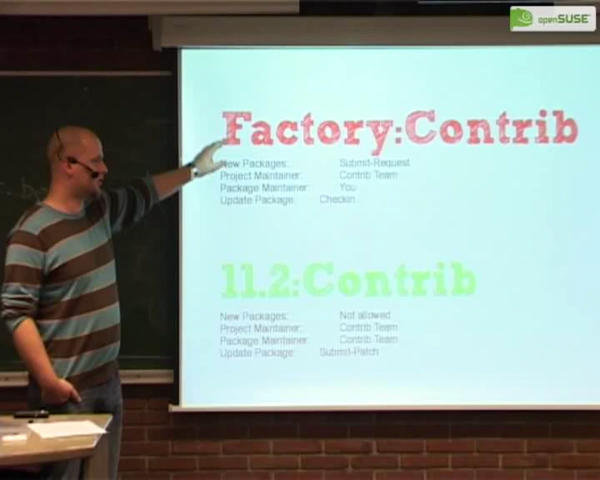 openSUSE
Factory:Contrib
New Packages: Submit-Request
Project Maintainer: Contrib Team
Package Maintainer: You
Update Package: Checkin
11.2:Contrib
New Packages: Not allowed
Project Maintainer: Contrib Team
Package Maintainer: Contrib Team
Update Package: Submit-Patch